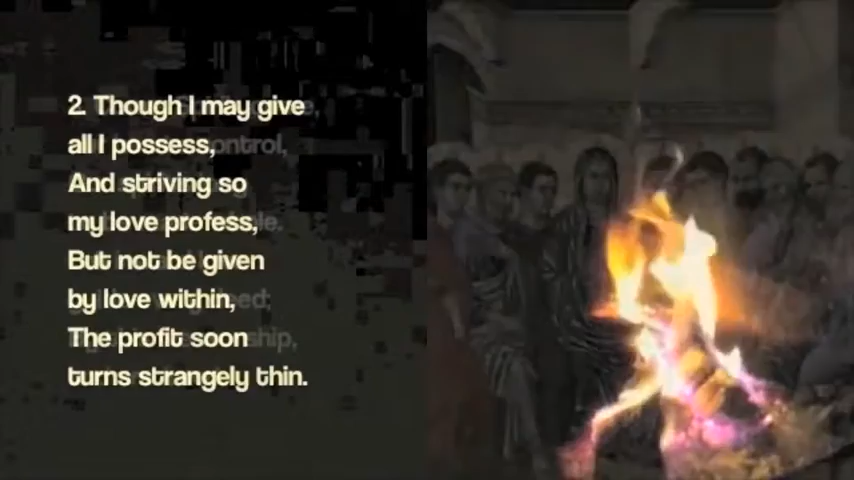 2. Though I may give
all I possess,
And striving so
my love profess,
But not be given
by love within,
The profit soon
turns strangely thin.